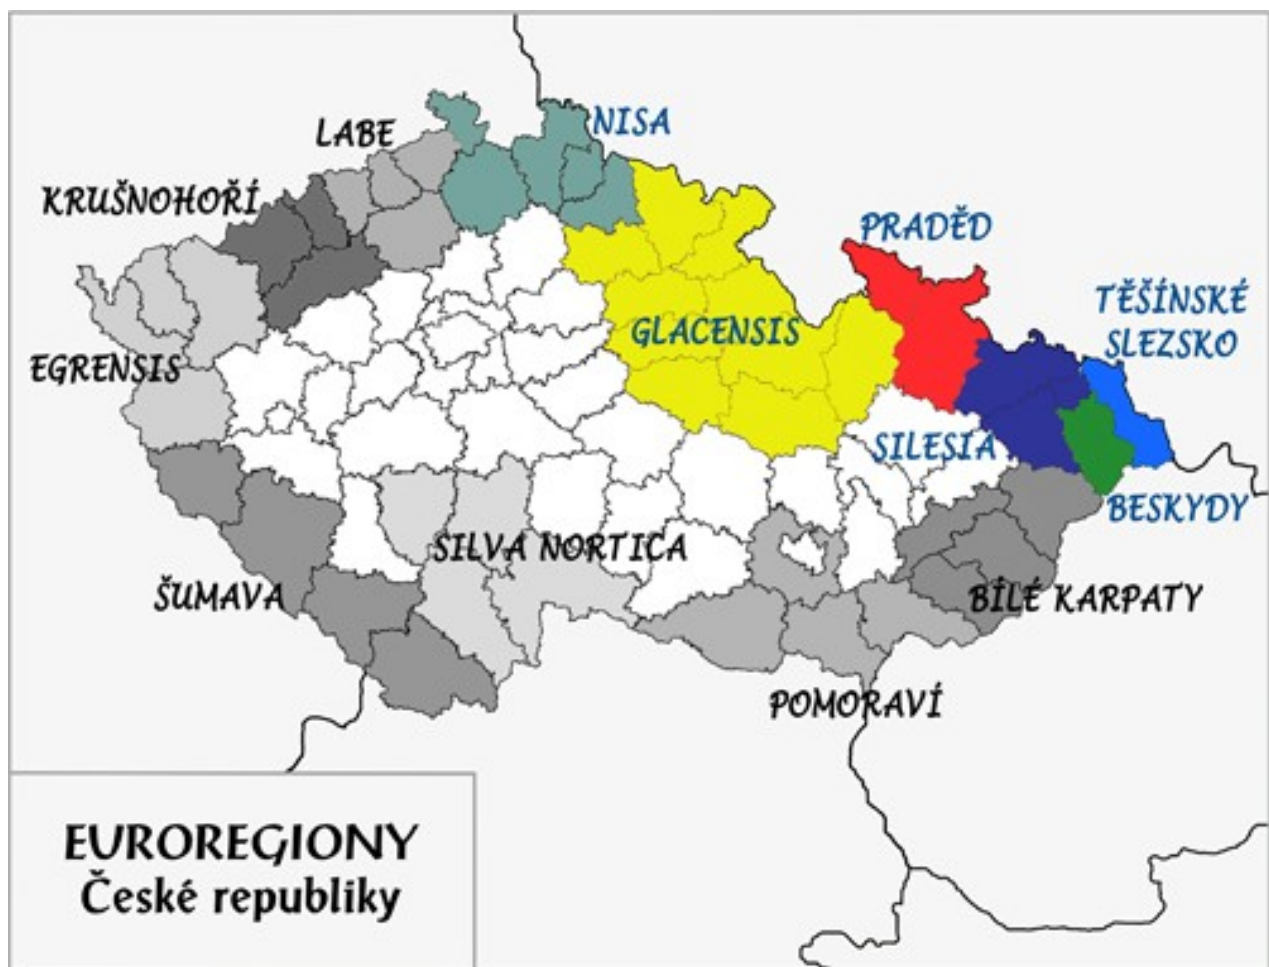 LABE
NISA
KRUŠNOHOŘÍ
PRADĚD
TĚŠÍNSKÉ
SLEZSKO
GLACENSIS
EGRENSIS
SILESIA
BESKYDY
SILVA NORTICA
ŠUMAVA
BÍLÉ KARPATY
POMORAVÍ
EUROREGIONY
České republiky